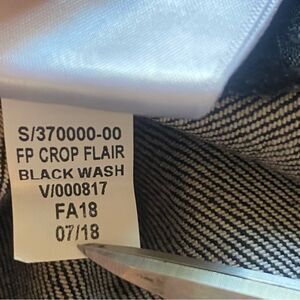 S/370000-00
FP CROP FLAIR
BLACK WASH
V/000817
FA18
07/18